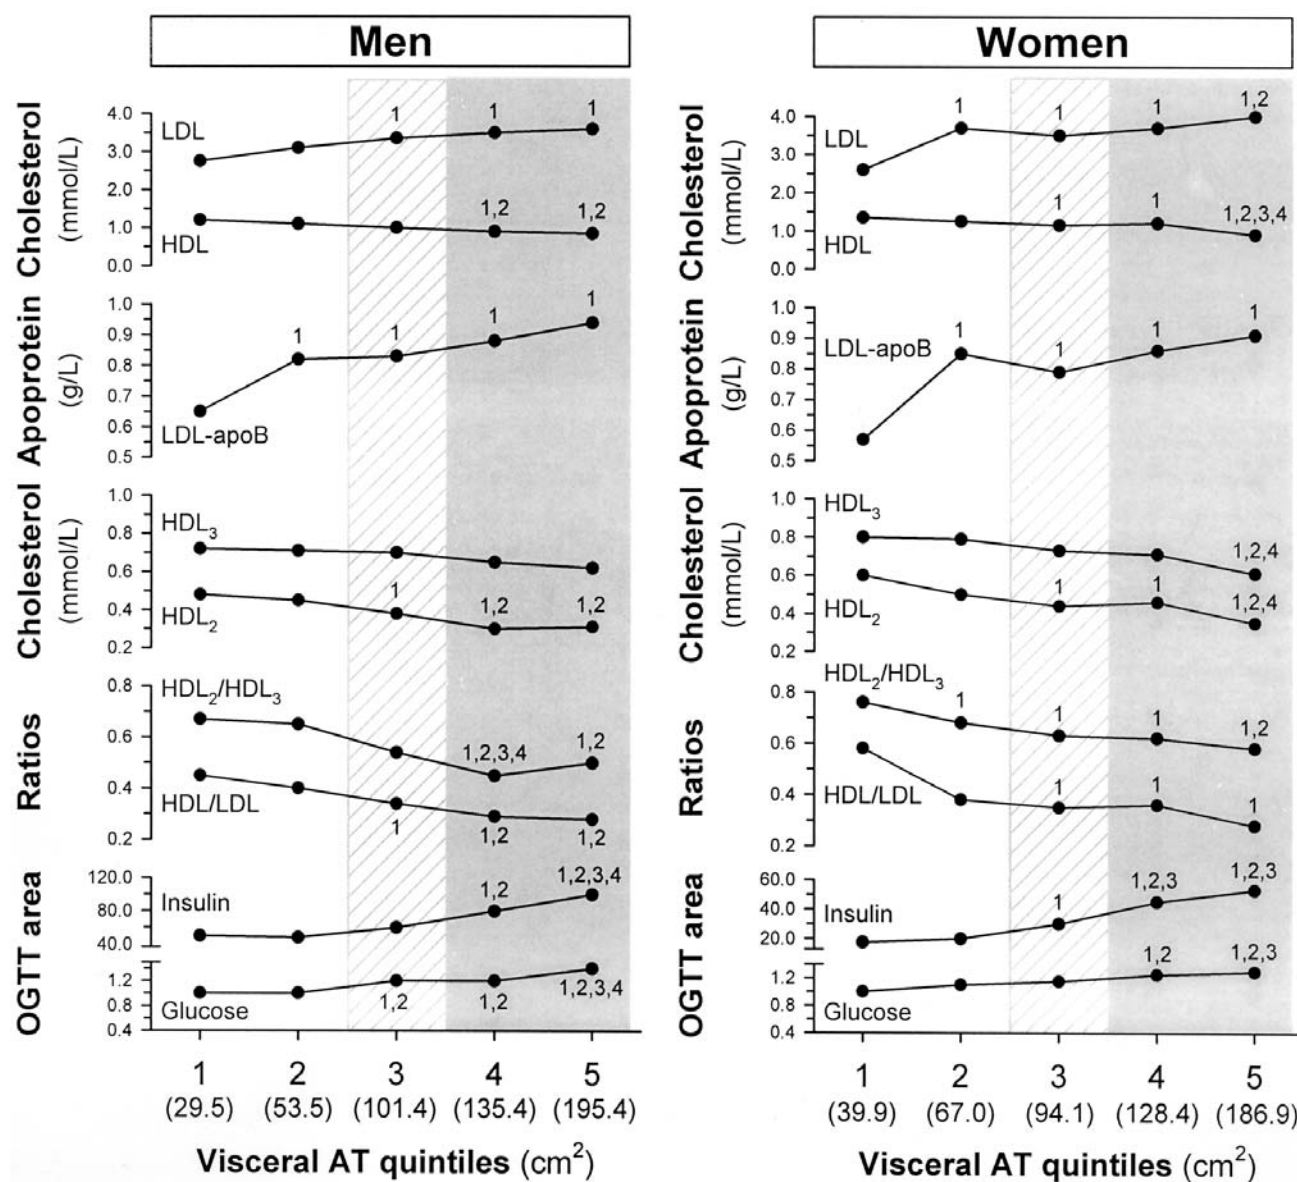 Men
Cholesterol
(mmol/L)
4.0
3.0
2.0
1.0
0.0
LDL
1
1
1
HDL
1,2
1,2
Apoprotein
(g/L)
1.0
0.9
0.8
0.7
0.6
0.5
LDL-apoB
1
1
1
1
Cholesterol
(mmol/L)
1.0
0.8
0.6
0.4
0.2
HDL3
HDL2
1
1,2
1,2
Ratios
0.8
0.6
0.4
0.2
HDL2/HDL3
1,2,3,4
1,2
HDL/LDL
1
1,2
1,2
OGTT area
120.0
80.0
40.0
Insulin
1,2
1,2,3,4
1.2
0.4
Glucose
1,2
1,2
1,2,3,4
1 2 3 4 5
(29.5) (53.5) (101.4) (135.4) (195.4)
Visceral AT quintiles (cm2)
Women
Cholesterol
(mmol/L)
4.0
3.0
2.0
1.0
0.0
LDL
1
1
1
1,2
HDL
1
1
1,2,3,4
Apoprotein
(g/L)
1.0
0.9
0.8
0.7
0.6
0.5
LDL-apoB
1
1
1
1
Cholesterol
(mmol/L)
1.0
0.8
0.6
0.4
0.2
HDL3
1,2,4
HDL2
1
1
1,2,4
Ratios
0.8
0.6
0.4
0.2
HDL2/HDL3
1
1
1
1,2
HDL/LDL
1
1
1
OGTT area
60.0
40.0
20.0
Insulin
1
1,2,3
1,2,3
1.2
0.8
0.4
Glucose
1,2
1,2,3
1 2 3 4 5
(39.9) (67.0) (94.1) (128.4) (186.9)
Visceral AT quintiles (cm2)